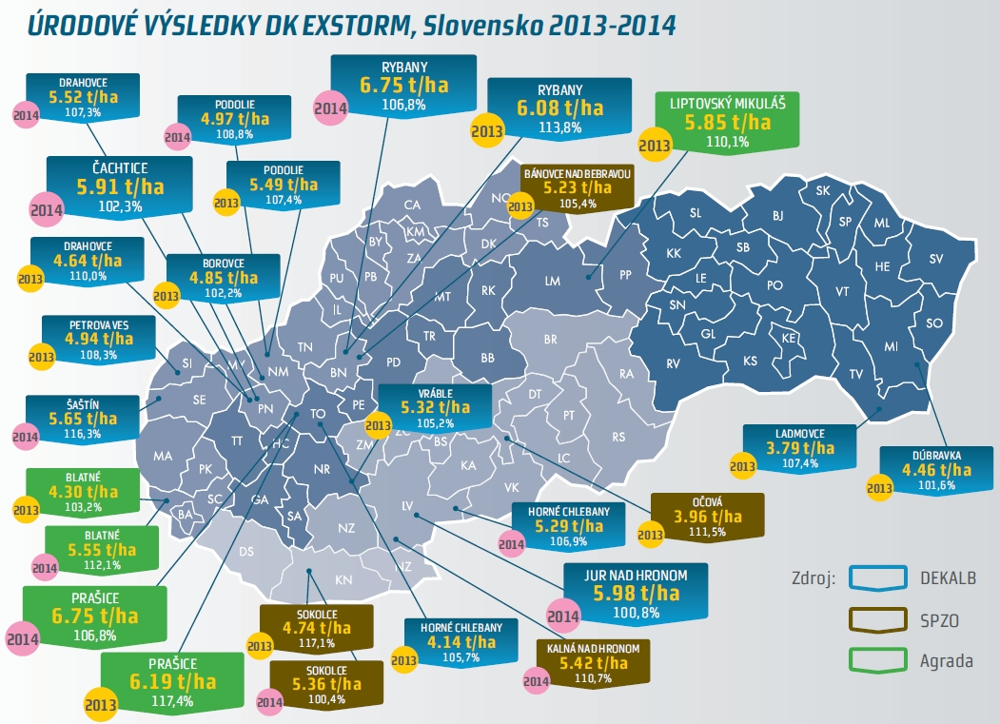 ÚRODOVÉ VÝSLEDKY DK EXSTORM, Slovensko 2013-2014
DRAHOVCE
5.52 t/ha
107,3%
2014
PODOLIE
4.97 t/ha
108,8%
2014
RYBANY
6.75 t/ha
106,8%
2014
RYBANY
6.08 t/ha
113,8%
2013
LIPTOVSKÝ MIKULÁŠ
5.85 t/ha
110,1%
2013
ČACHTICE
5.91 t/ha
102,3%
2014
PODOLIE
5.49 t/ha
107,4%
2013
BÁNOVCE NAD BEBRAVOU
5.23 t/ha
105,4%
2013
DRAHOVCE
4.64 t/ha
110,0%
2013
BOROVCE
4.85 t/ha
102,2%
2013
PETROVA VES
4.94 t/ha
108,3%
2013
ŠAŠTÍN
5.65 t/ha
116,3%
2014
VRÁBLE
5.32 t/ha
105,2%
2013
LADMOVCE
3.79 t/ha
107,4%
2013
DÚBRAVKA
4.46 t/ha
101,6%
2013
BLATNÉ
4.30 t/ha
103,2%
2013
OČOVÁ
3.96 t/ha
111,5%
2013
BLATNÉ
5.55 t/ha
112,1%
2014
HORNÉ CHLEBANY
5.29 t/ha
106,9%
2014
PRAŠICE
6.75 t/ha
106,8%
2014
JUR NAD HRONOM
5.98 t/ha
100,8%
2014
SOKOLCE
4.74 t/ha
117,1%
2013
HORNÉ CHLEBANY
4.14 t/ha
105,7%
2013
KALNÁ NAD HRONOM
5.42 t/ha
110,7%
2014
PRAŠICE
6.19 t/ha
117,4%
2013
SOKOLCE
5.36 t/ha
100,4%
2014
CA
NO
TS
KM
BY
ZA
DK
PU
PB
MT
RK
LM
PP
IL
TN
TR
BN
PD
BB
BR
SI
MY
NM
SE
PN
TO
PE
RA
DT
PT
TT
HC
ZM
ZC
BS
RS
MA
PK
NR
KA
LC
SC
GA
VK
BA
SA
LV
NZ
DS
KN
NZ
SL
BJ
SK
SP
ML
KK
SB
HE
SV
LE
PO
VT
SN
SO
GL
KE
MI
RV
KS
TV
Zdroj:
DEKALB
SPZO
Agrada